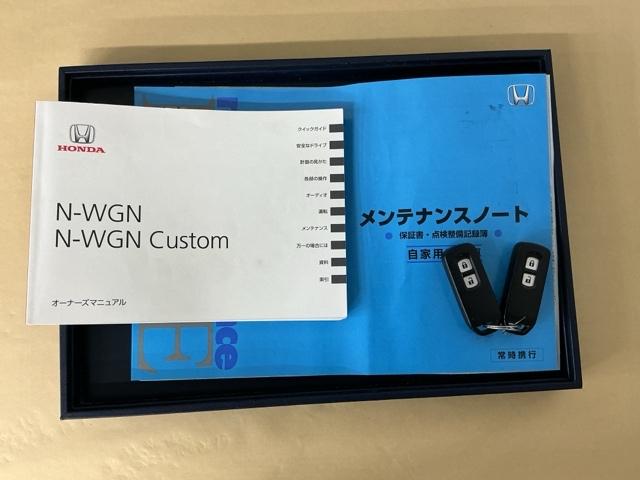 HONDA
N-WGN
N-WGN Custom
オーナーズマニュアル
クイックガイド
安全なドライブ
計器の見かた
各部の操作
オーディオ
運転
メンテナンス
万一の場合には
資料
索引
メンテナンスノート
保証書・点検整備記録簿
自家用
常時携行